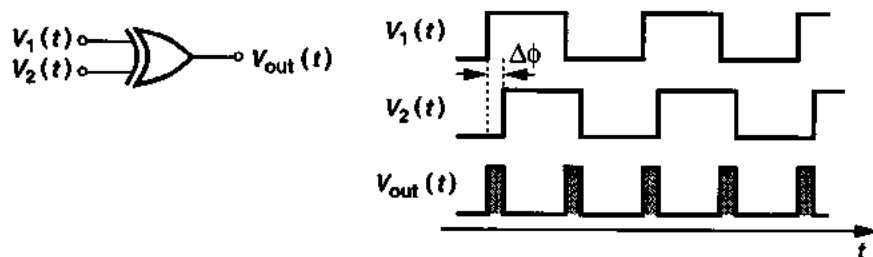 V₁(t)
V₂(t)
Vout(t)
V₁(t)
Δϕ
V₂(t)
Vout(t)
t